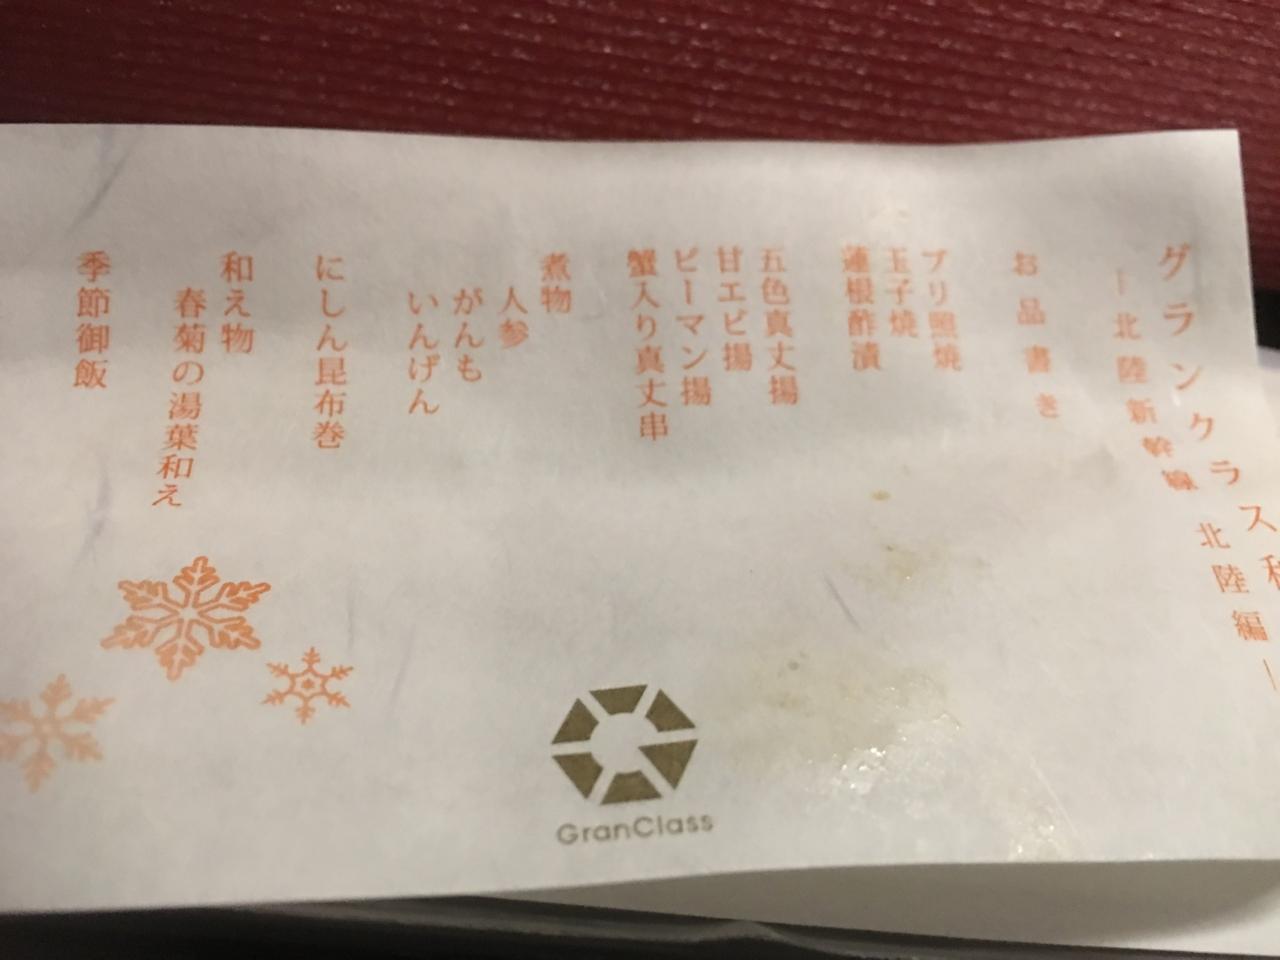 グランクラス
―北陸新幹線 北陸編―
お品書き
ブリ照焼
玉子焼
蓮根酢漬
五色真丈揚
甘エビ揚
ピーマン揚
蟹入り真丈串
煮物
人参
がんも
いんげん
にしん昆布巻
和え物
春菊の湯葉和え
季節御飯
GranClass